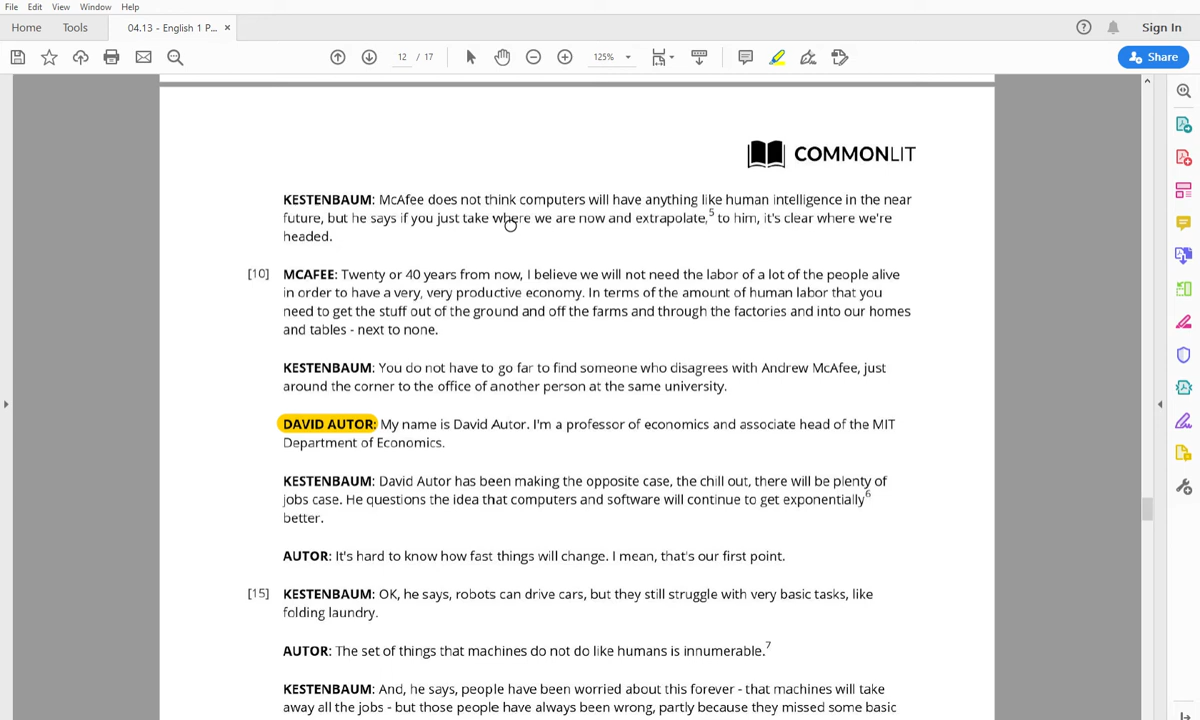 File Edit View Window Help
Home Tools 04.13 - English 1 P... × Sign In
12 / 17 125% Share
COMMONLIT
KESTENBAUM: McAfee does not think computers will have anything like human intelligence in the near
future, but he says if you just take where we are now and extrapolate,5 to him, it's clear where we're
headed.
[10] MCAFEE: Twenty or 40 years from now, I believe we will not need the labor of a lot of the people alive
in order to have a very, very productive economy. In terms of the amount of human labor that you
need to get the stuff out of the ground and off the farms and through the factories and into our homes
and tables - next to none.
KESTENBAUM: You do not have to go far to find someone who disagrees with Andrew McAfee, just
around the corner to the office of another person at the same university.
DAVID AUTOR: My name is David Autor. I'm a professor of economics and associate head of the MIT
Department of Economics.
KESTENBAUM: David Autor has been making the opposite case, the chill out, there will be plenty of
jobs case. He questions the idea that computers and software will continue to get exponentially6
better.
AUTOR: It's hard to know how fast things will change. I mean, that's our first point.
[15] KESTENBAUM: OK, he says, robots can drive cars, but they still struggle with very basic tasks, like
folding laundry.
AUTOR: The set of things that machines do not do like humans is innumerable.7
KESTENBAUM: And, he says, people have been worried about this forever - that machines will take
away all the jobs - but those people have always been wrong, partly because they missed some basic